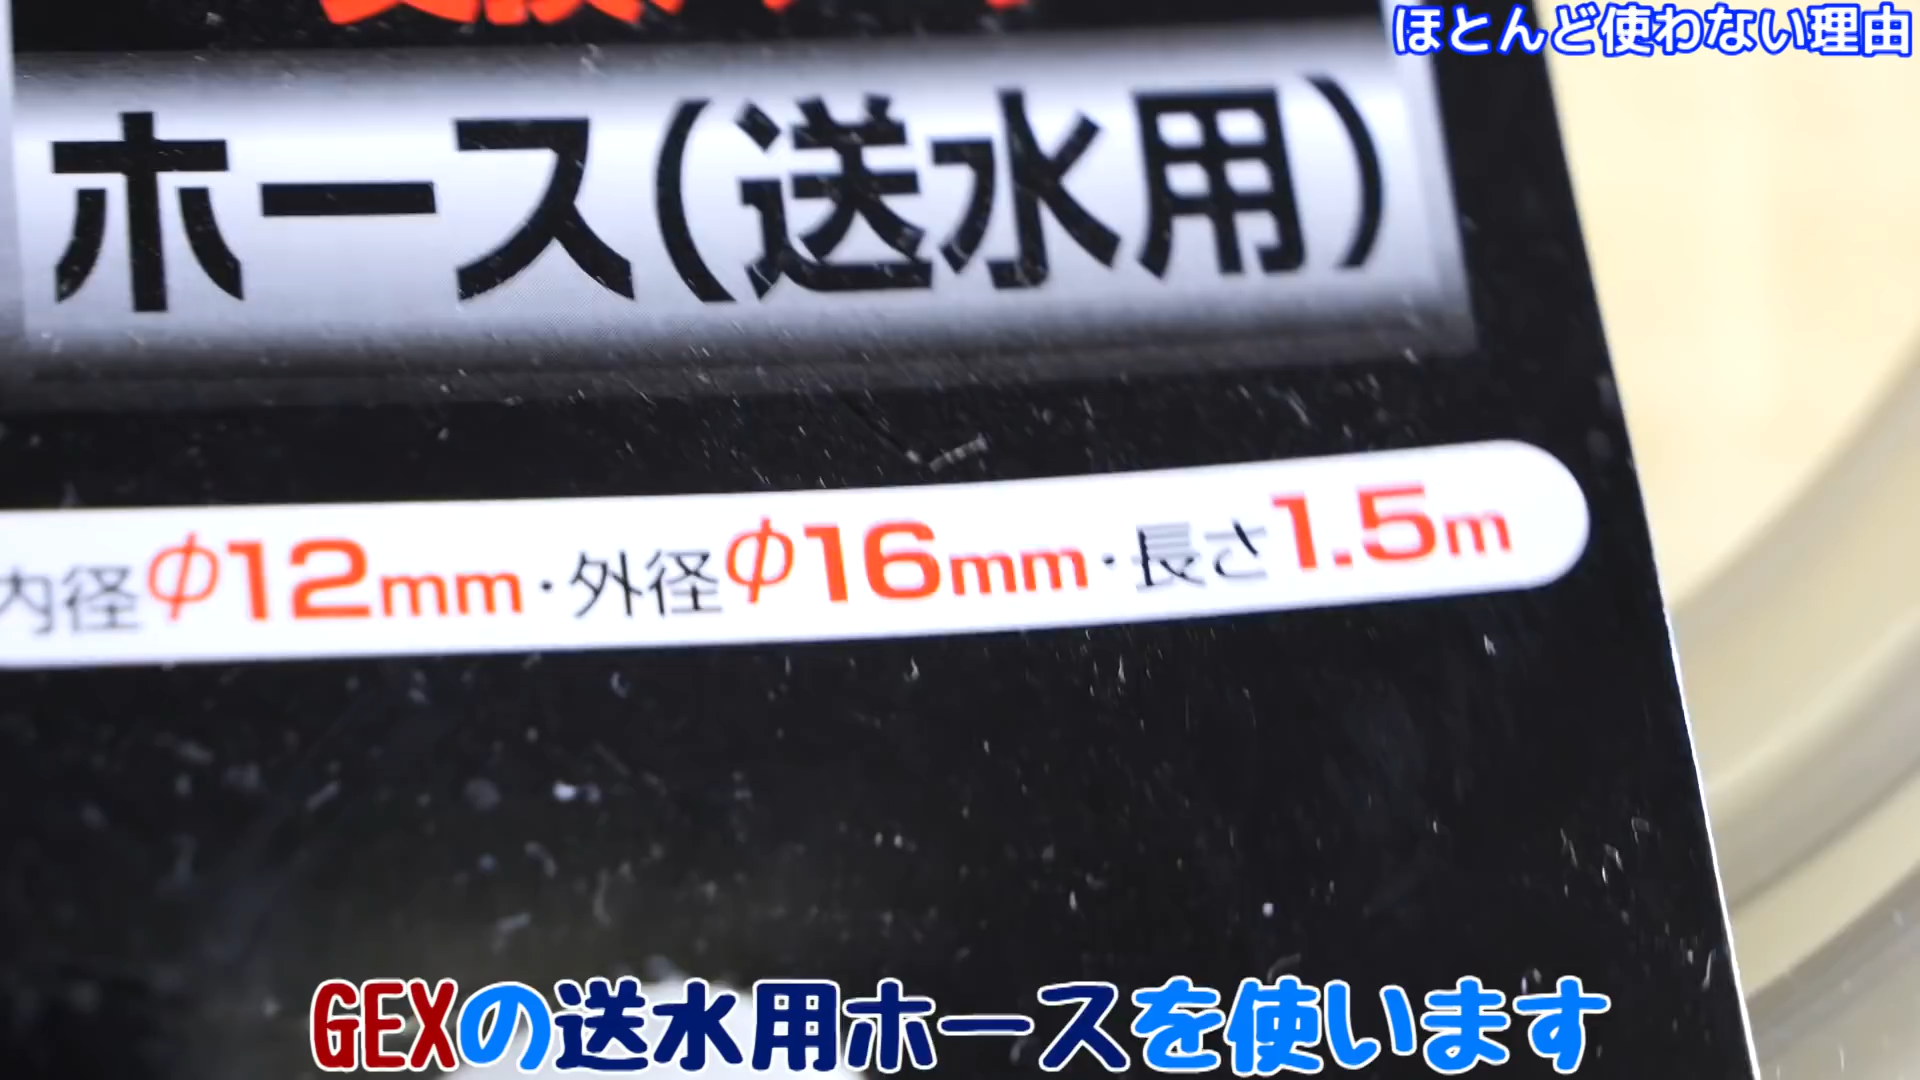 ほとんど使わない理由
ホース(送水用)
内径φ12mm・外径φ16mm・長さ1.5m
GEXの送水用ホースを使います